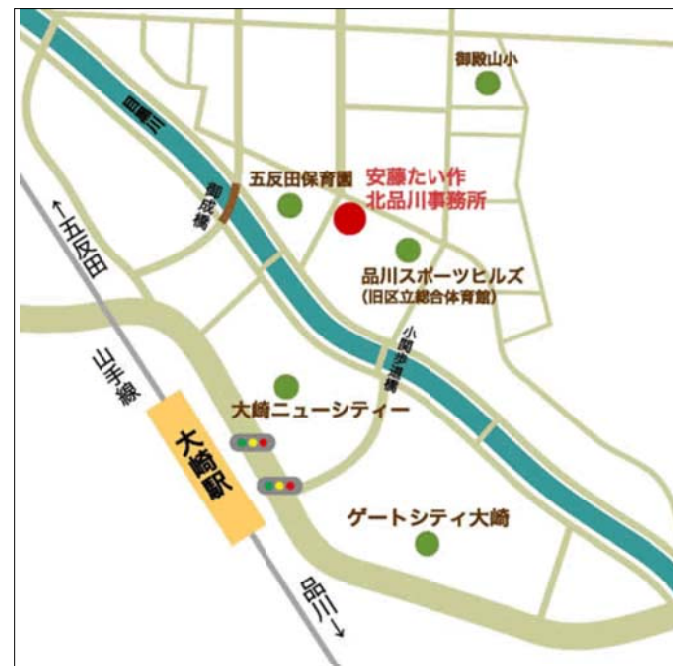 御殿山小
目黒川
五反田保育園
安藤たい作
北品川事務所
御成橋
←五反田
品川スポーツヒルズ
（旧区立総合体育館）
小関歩道橋
山手線
大崎ニューシティー
大崎駅
ゲートシティ大崎
品川→